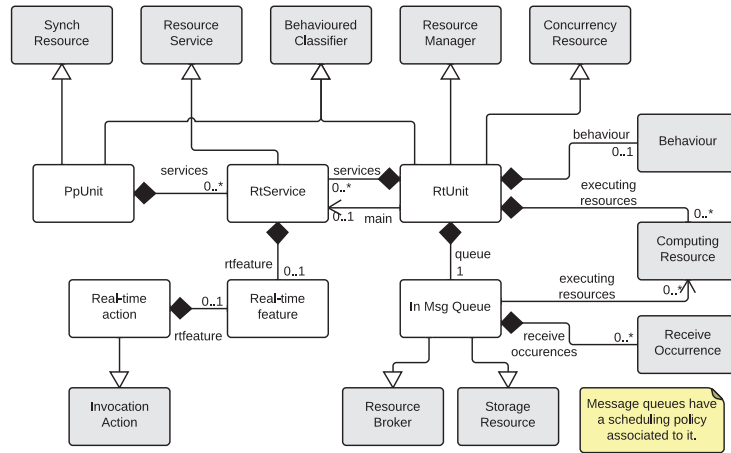 Synch
Resource
Resource
Service
Behavioured
Classifier
Resource
Manager
Concurrency
Resource
behaviour
0..1
Behaviour
PpUnit
services
0..*
RtService
services
0..*
0..1
main
RtUnit
executing
resources
0..*
Computing
Resource
rtfeature
0..1
queue
1
Real-time
action
0..1
rtfeature
Real-time
feature
In Msg Queue
executing
resources
0..*
receive
occurences
0..*
Receive
Occurrence
Invocation
Action
Resource
Broker
Storage
Resource
Message queues have
a scheduling policy
associated to it.